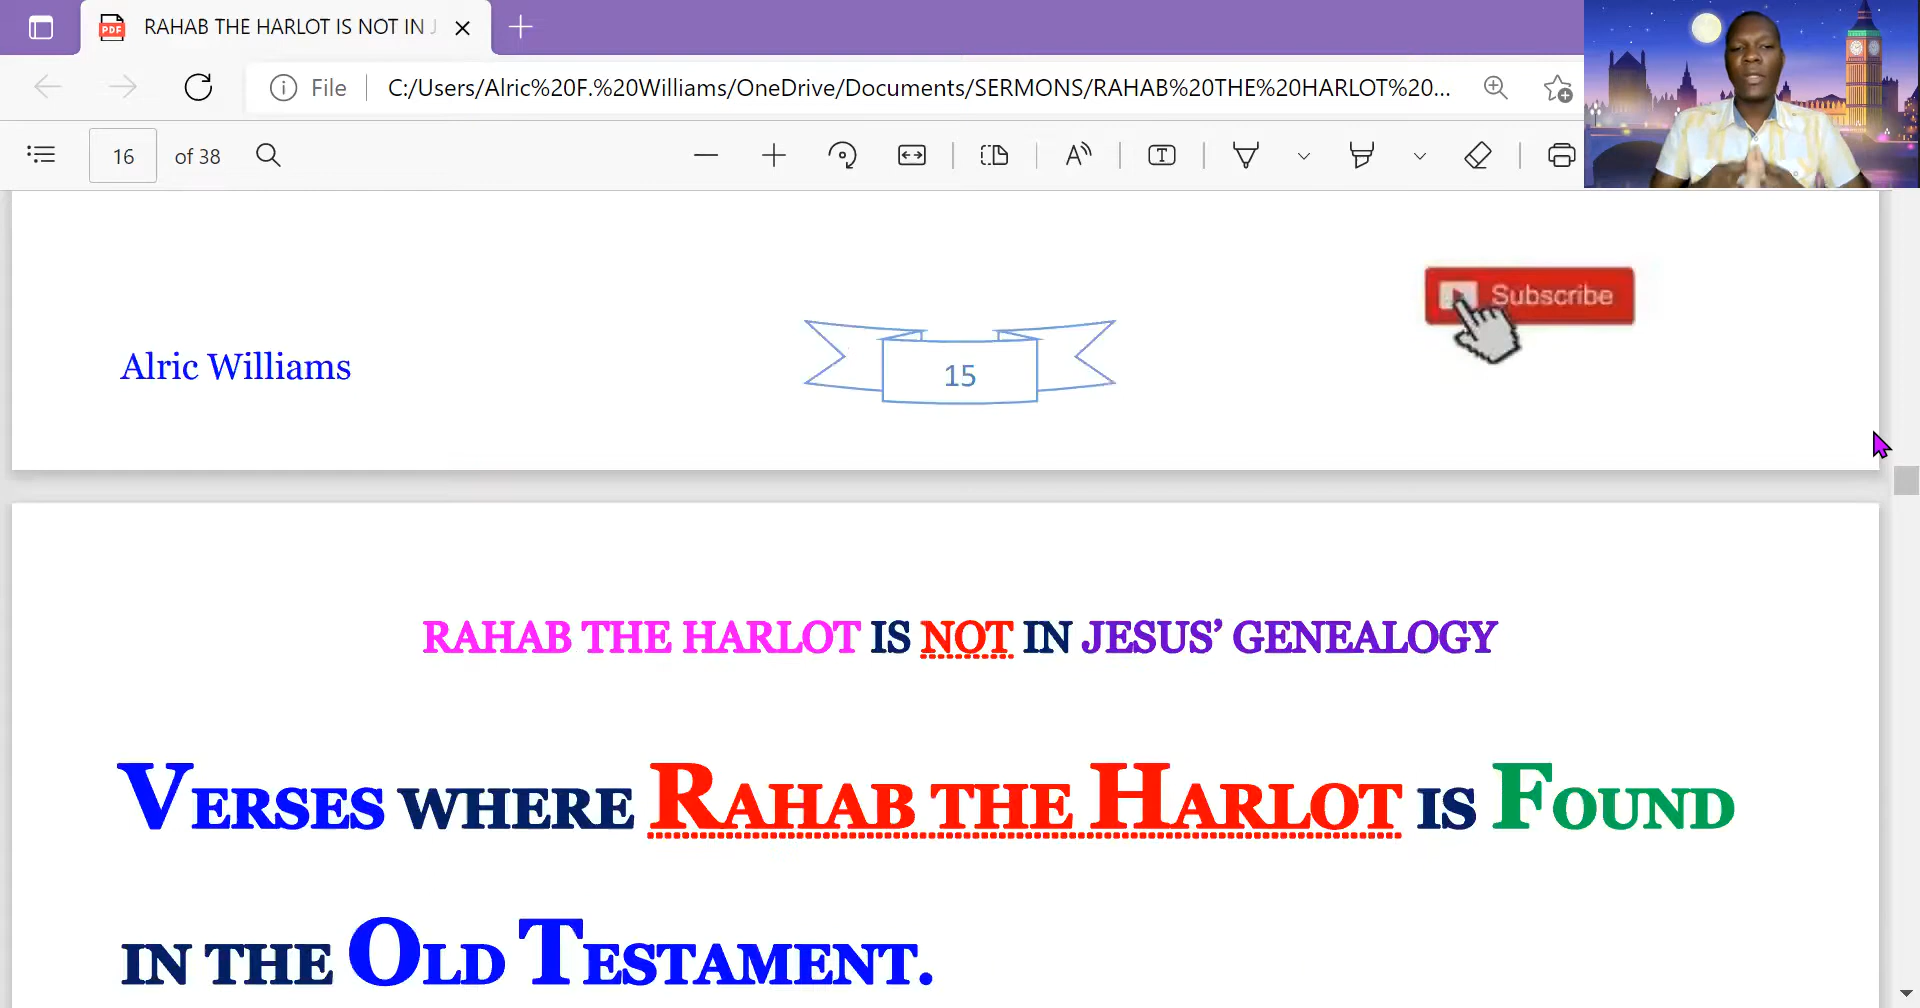 RAHAB THE HARLOT IS NOT IN J
File
C:/Users/Alric%20F.%20Williams/OneDrive/Documents/SERMONS/RAHAB%20THE%20HARLOT%20...
16 of 38
Subscribe
Alric Williams
15
RAHAB THE HARLOT IS NOT IN JESUS’ GENEALOGY
VERSES WHERE RAHAB THE HARLOT IS FOUND
IN THE OLD TESTAMENT.